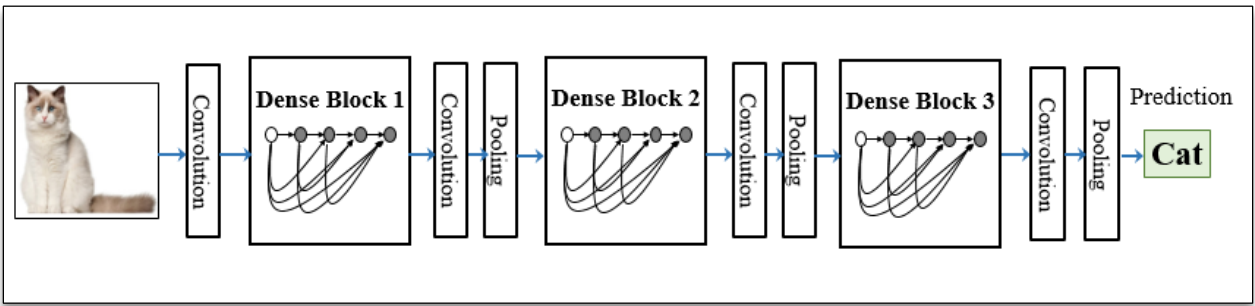 Convolution
Dense Block 1
Convolution
Pooling
Dense Block 2
Convolution
Pooling
Dense Block 3
Convolution
Pooling
Prediction
Cat